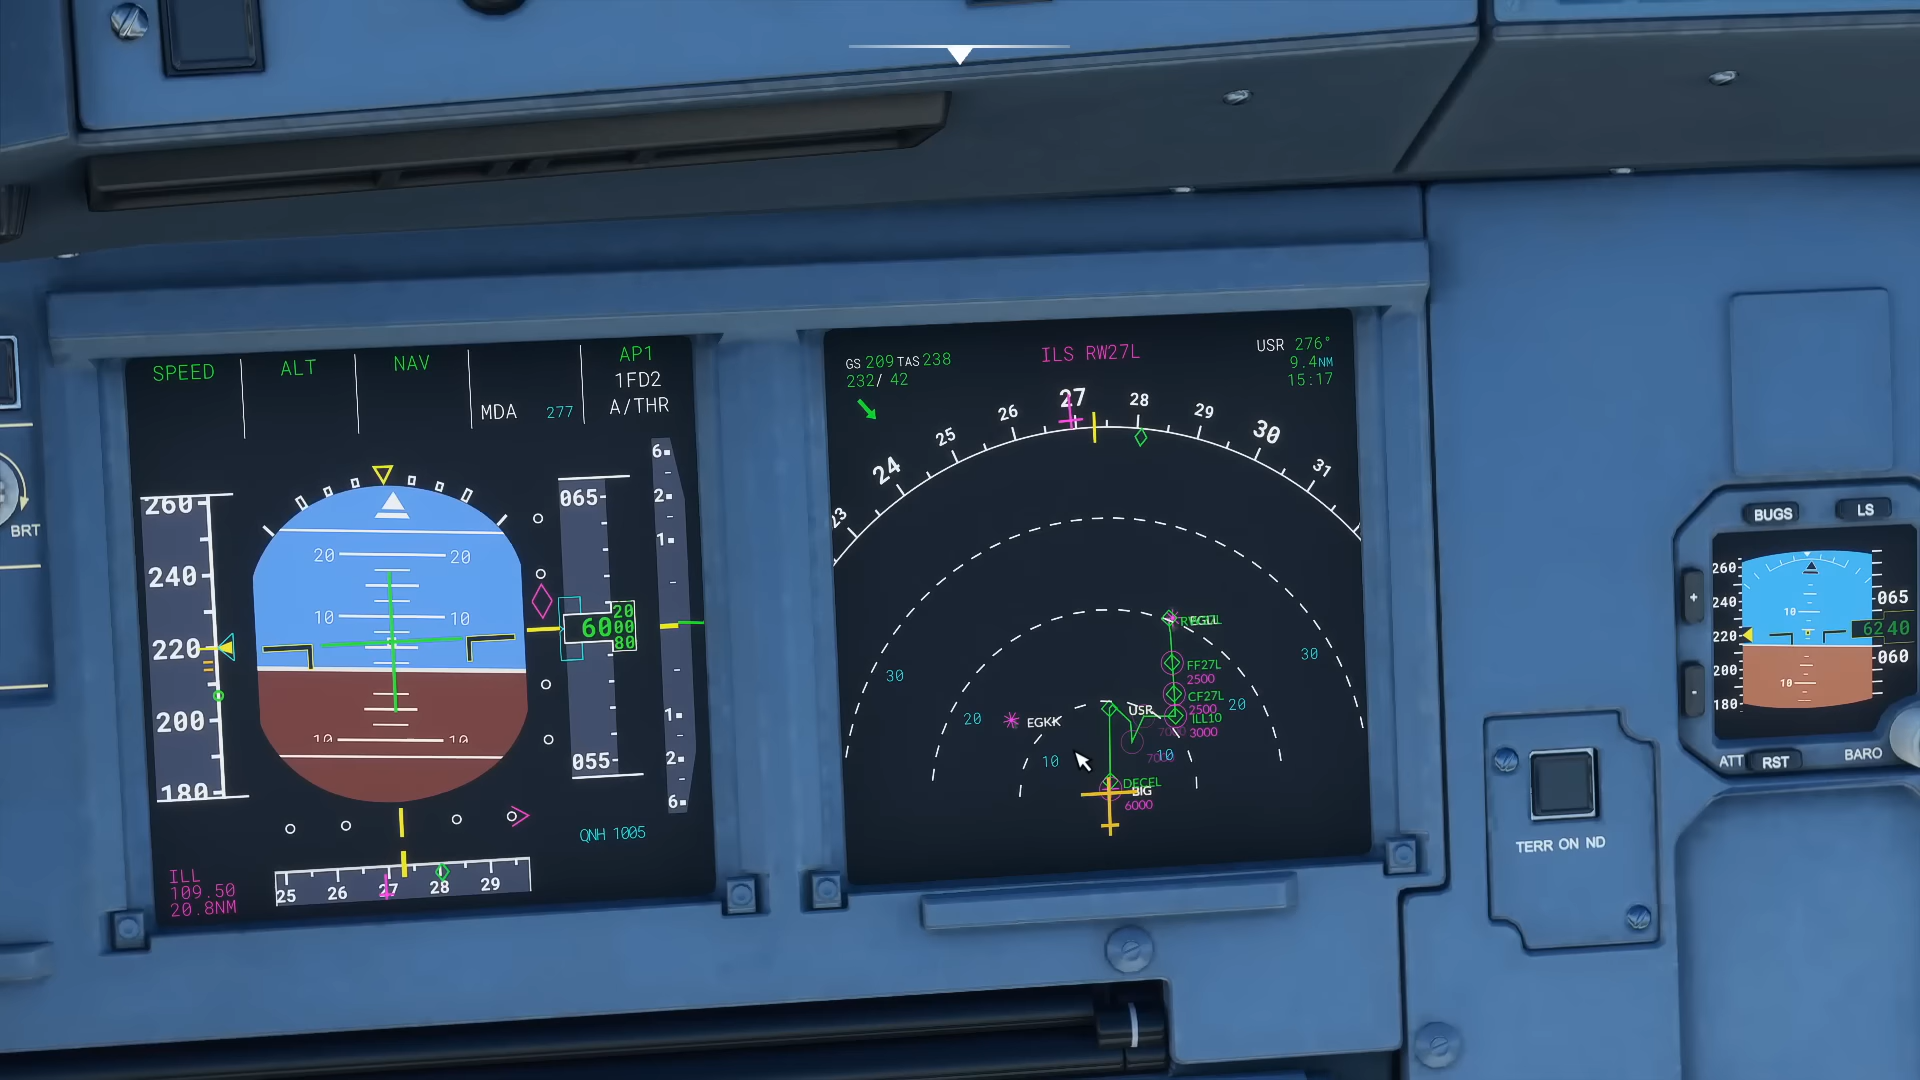 SPEED
ALT
NAV
AP1
1FD2
A/THR
MDA 277
260
240
220
200
180
20 20
10 10
10 10
065
6000
20
80
055
6
2
1
1
2
6
QNH 1005
ILL
109.50
20.8NM
25 26 27 28 29
BRT
GS 209 TAS 238
232/ 42
ILS RW27L
USR 276°
9.4NM
15:17
23 24 25 26 27 28 29 30 31
30 30
20 20
10 10
FF27L
2500
CF27L
2500
ILL10
3000
USR
EGKK
DECEL
BIG
6000
BUGS
LS
+
-
260
240
220
200
180
10
10
065
6240
060
ATT
RST
BARO
TERR ON ND